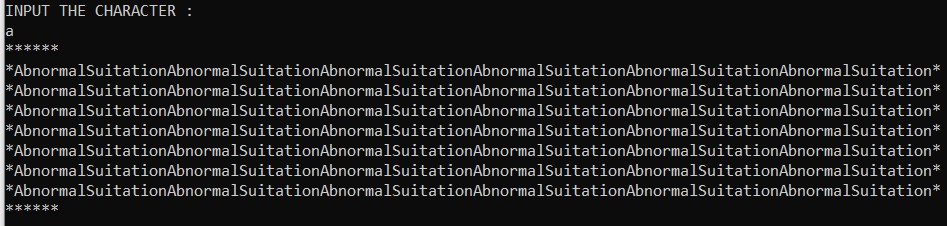 INPUT THE CHARACTER :
a
******
*AbnormalSuitationAbnormalSuitationAbnormalSuitationAbnormalSuitationAbnormalSuitationAbnormalSuitation*
*AbnormalSuitationAbnormalSuitationAbnormalSuitationAbnormalSuitationAbnormalSuitationAbnormalSuitation*
*AbnormalSuitationAbnormalSuitationAbnormalSuitationAbnormalSuitationAbnormalSuitationAbnormalSuitation*
*AbnormalSuitationAbnormalSuitationAbnormalSuitationAbnormalSuitationAbnormalSuitationAbnormalSuitation*
*AbnormalSuitationAbnormalSuitationAbnormalSuitationAbnormalSuitationAbnormalSuitationAbnormalSuitation*
*AbnormalSuitationAbnormalSuitationAbnormalSuitationAbnormalSuitationAbnormalSuitationAbnormalSuitation*
*AbnormalSuitationAbnormalSuitationAbnormalSuitationAbnormalSuitationAbnormalSuitationAbnormalSuitation*
******